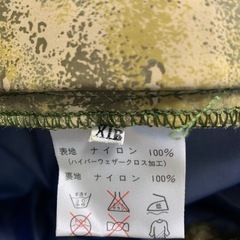 表地 ナイロン 100%
(ハイパーウェザークロス加工)
裏地 ナイロン 100%